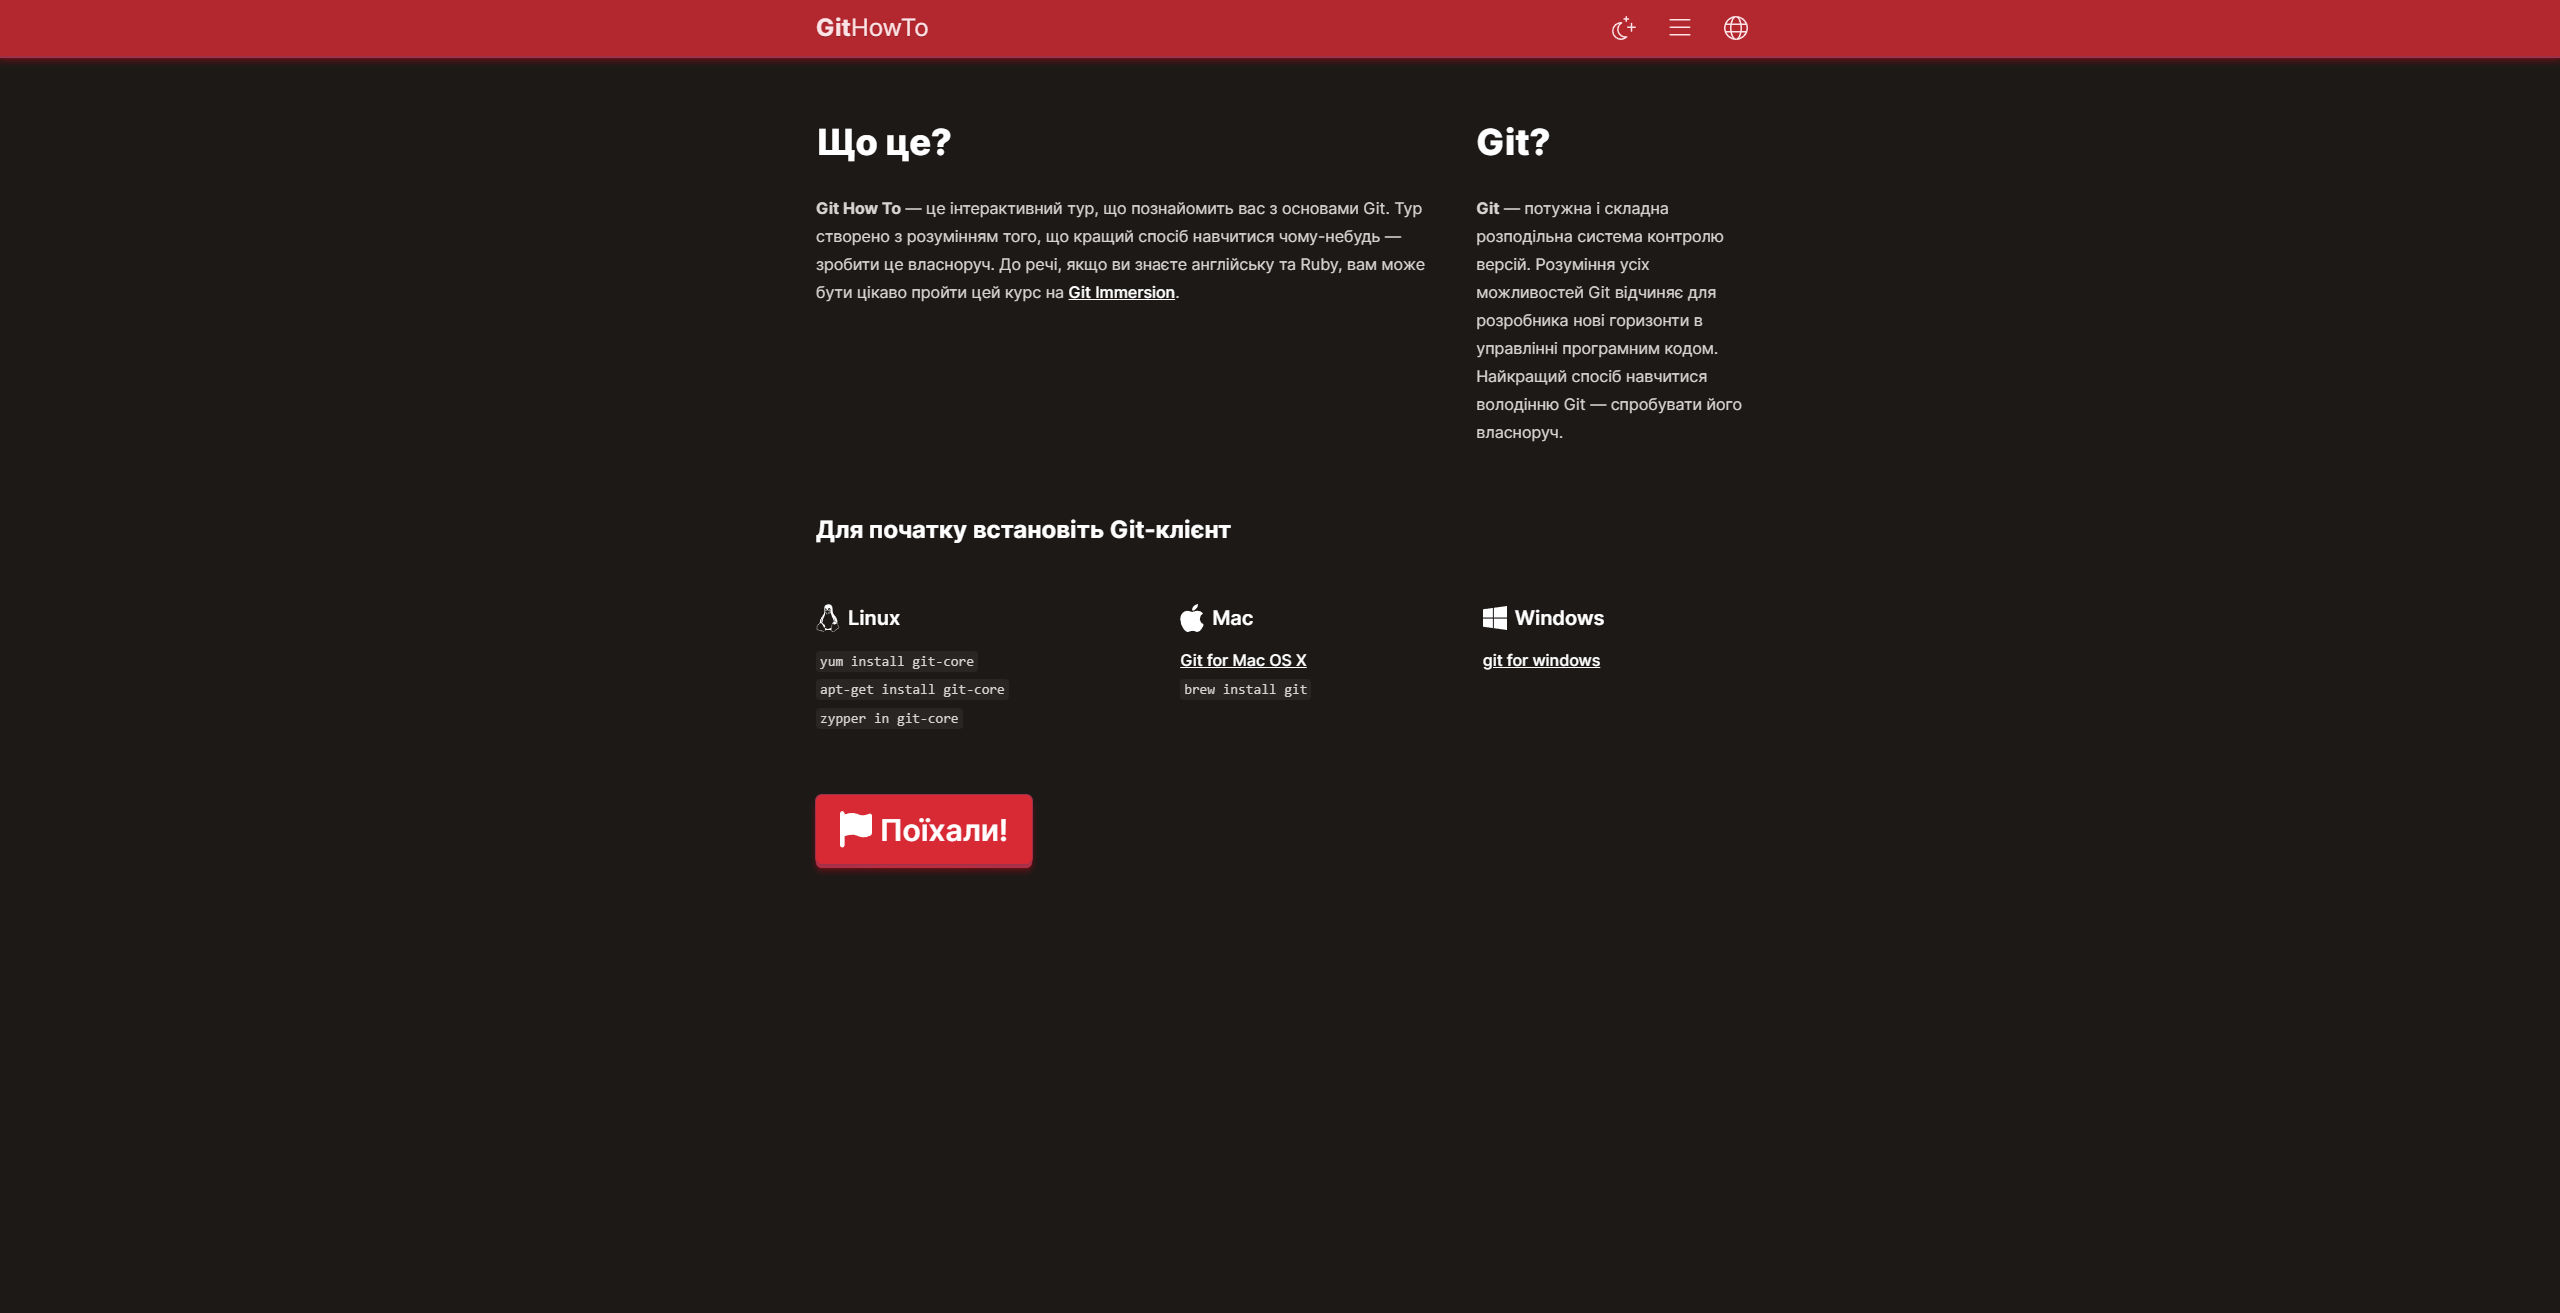 GitHowTo
Що це?
Git How To — це інтерактивний тур, що познайомить вас з основами Git. Тур
створено з розумінням того, що кращий спосіб навчитися чому-небудь —
зробити це власноруч. До речі, якщо ви знаєте англійську та Ruby, вам може
бути цікаво пройти цей курс на Git Immersion.
Git?
Git — потужна і складна
розподільна система контролю
версій. Розуміння усіх
можливостей Git відчиняє для
розробника нові горизонти в
управлінні програмним кодом.
Найкращий спосіб навчитися
володінню Git — спробувати його
власноруч.
Для початку встановіть Git-клієнт
Linux
yum install git-core
apt-get install git-core
zypper in git-core
Mac
Git for Mac OS X
brew install git
Windows
git for windows
Поїхали!